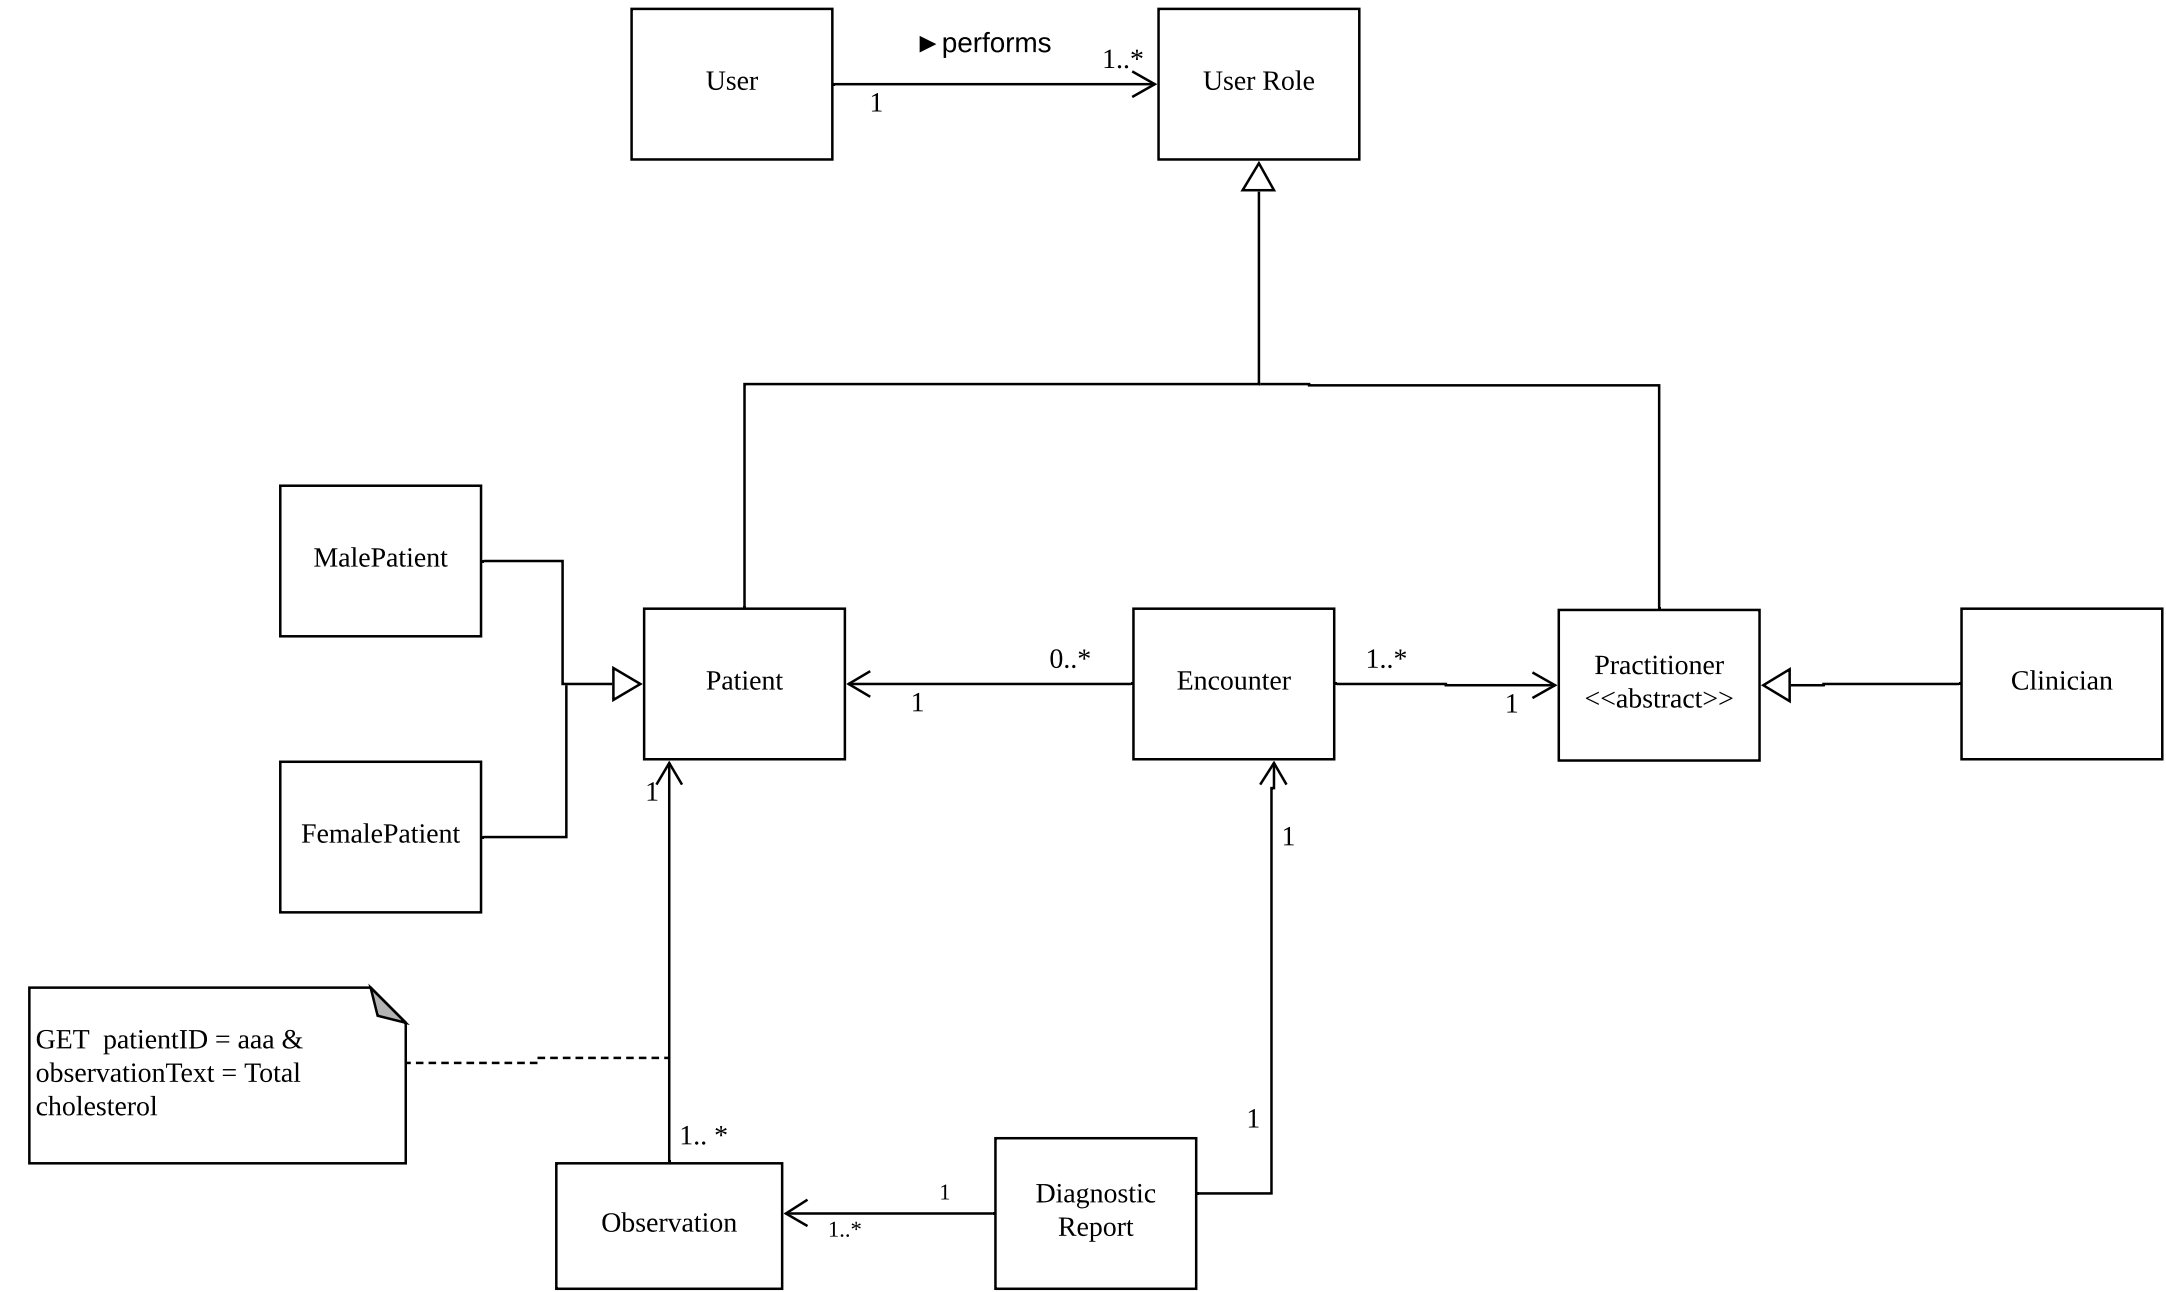 ►performs
1..*
User
User Role
1
MalePatient
0..*
1..*
Patient
Encounter
Practitioner
<<abstract>>
Clinician
1
1
1
FemalePatient
1
GET  patientID = aaa &
observationText = Total
cholesterol
1
1.. *
1
Observation
1..*
Diagnostic
Report